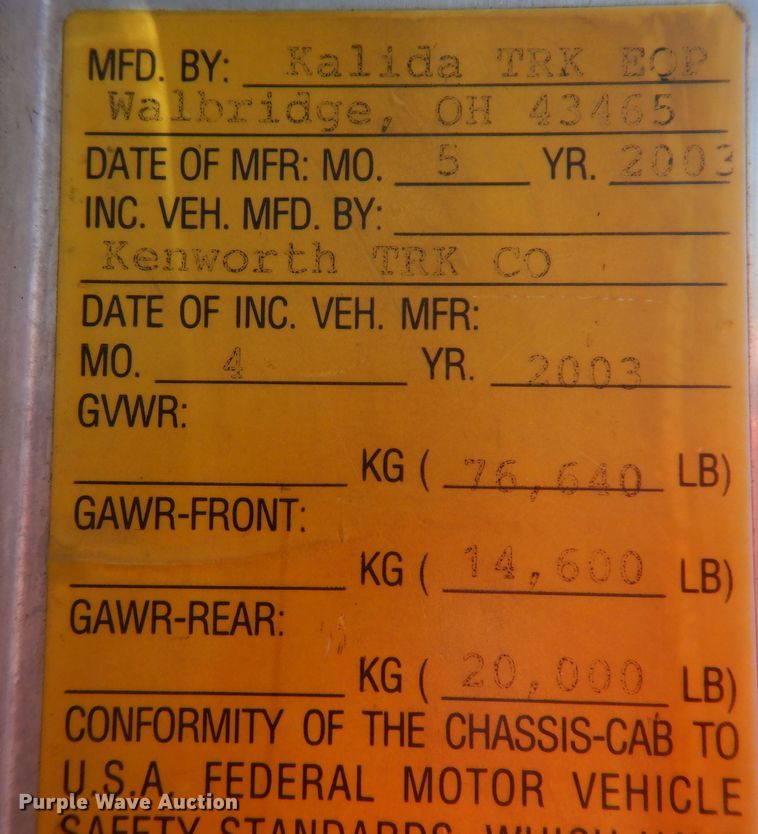 MFD. BY: Kalida TRK EQP
Walbridge, OH 43465
DATE OF MFR: MO. 5 YR. 2003
INC. VEH. MFD. BY:
Kenworth TRK CO
DATE OF INC. VEH. MFR:
MO. 4 YR. 2003
GVWR:
KG ( 76,640 LB)
GAWR-FRONT:
KG ( 14,600 LB)
GAWR-REAR:
KG ( 20,000 LB)
CONFORMITY OF THE CHASSIS-CAB TO
U.S.A. FEDERAL MOTOR VEHICLE
SAFETY STANDARDS, WHICH
Purple Wave Auction